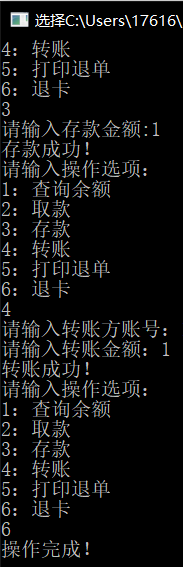 选择C:\Users\17616\
4: 转账
5: 打印退单
6: 退卡
3
请输入存款金额:1
存款成功!
请输入操作选项:
1: 查询余额
2: 取款
3: 存款
4: 转账
5: 打印退单
6: 退卡
4
请输入转账方账号:
请输入转账金额: 1
转账成功!
请输入操作选项:
1: 查询余额
2: 取款
3: 存款
4: 转账
5: 打印退单
6: 退卡
6
操作完成!